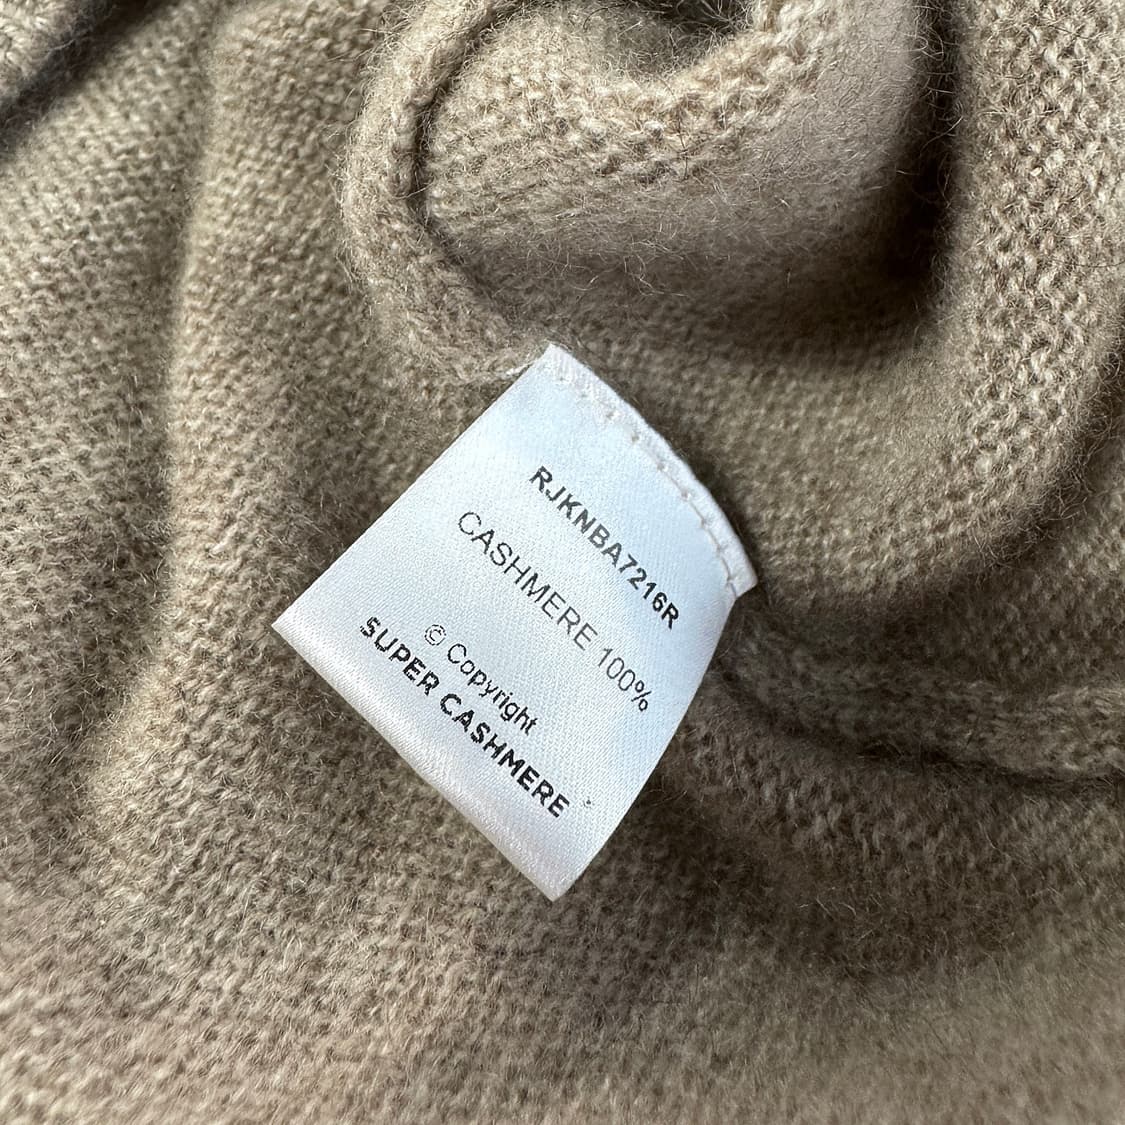 RJKNBA7216R
CASHMERE 100%
© Copyright
SUPER CASHMERE